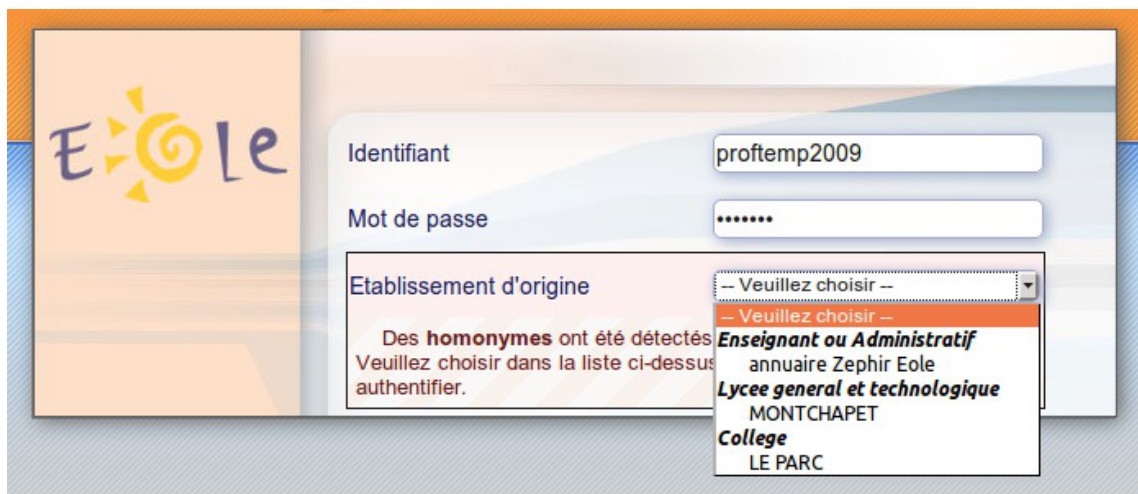 EOle
Identifiant
proftemp2009
Mot de passe
•••••••
Etablissement d'origine
-- Veuillez choisir --
-- Veuillez choisir --
Enseignant ou Administratif
annuaire Zephir Eole
Lycee general et technologique
MONTCHAPET
College
LE PARC
Des homonymes ont été détectés
Veuillez choisir dans la liste ci-dessus
authentifier.